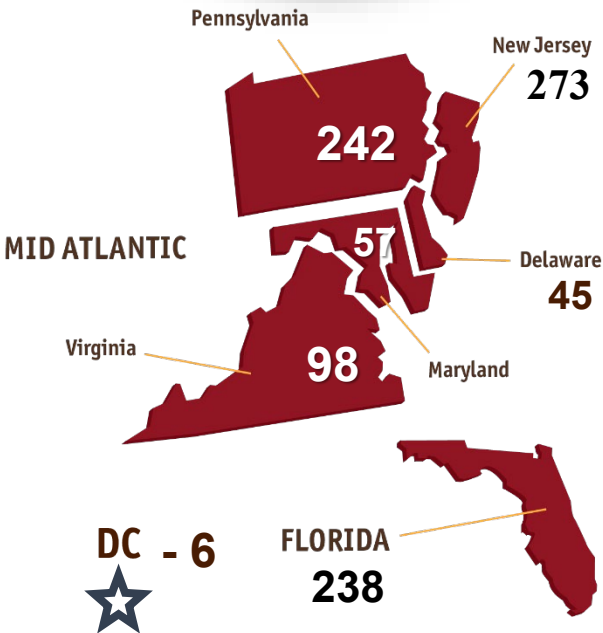 Pennsylvania
New Jersey
273
242
MID ATLANTIC
57
Delaware
45
Virginia
98
Maryland
DC - 6
FLORIDA
238